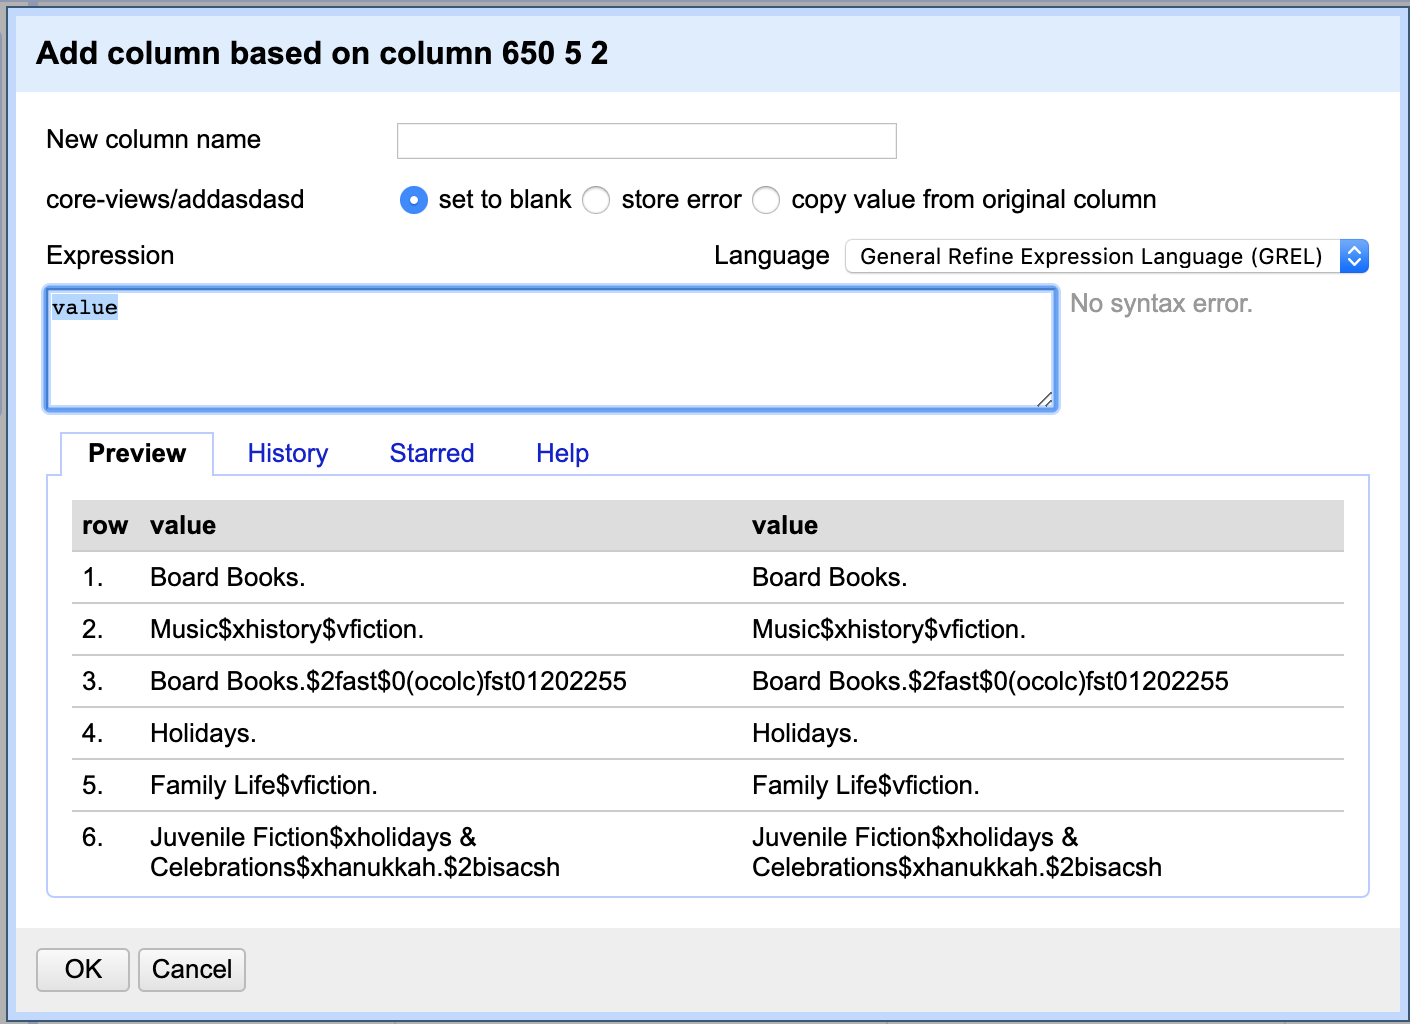 Add column based on column 650 5 2
New column name
core-views/addasdasd set to blank store error copy value from original column
Expression Language General Refine Expression Language (GREL)
value No syntax error.
Preview History Starred Help
row value value
1. Board Books. Board Books.
2. Music$xhistory$vfiction. Music$xhistory$vfiction.
3. Board Books.$2fast$0(ocolc)fst01202255 Board Books.$2fast$0(ocolc)fst01202255
4. Holidays. Holidays.
5. Family Life$vfiction. Family Life$vfiction.
6. Juvenile Fiction$xholidays & Juvenile Fiction$xholidays &
Celebrations$xhanukkah.$2bisacsh Celebrations$xhanukkah.$2bisacsh
OK Cancel